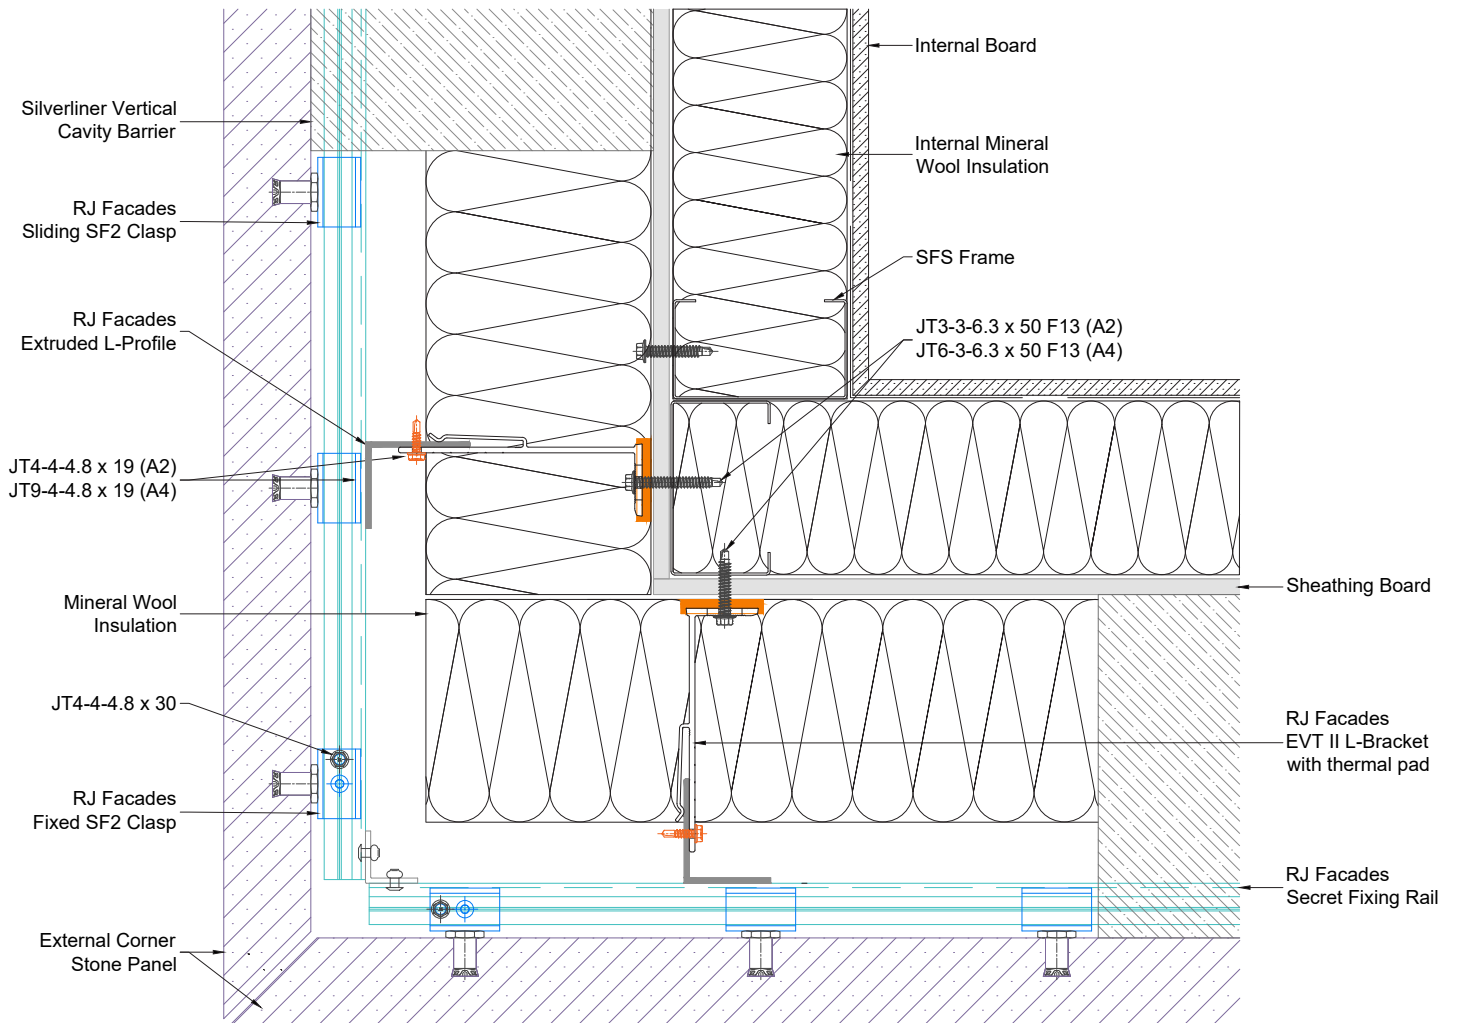 Silverliner Vertical
Cavity Barrier
RJ Facades
Sliding SF2 Clasp
RJ Facades
Extruded L-Profile
JT4-4-4.8 x 19 (A2)
JT9-4-4.8 x 19 (A4)
Mineral Wool
Insulation
JT4-4-4.8 x 30
RJ Facades
Fixed SF2 Clasp
External Corner
Stone Panel
Internal Board
Internal Mineral
Wool Insulation
SFS Frame
JT3-3-6.3 x 50 F13 (A2)
JT6-3-6.3 x 50 F13 (A4)
Sheathing Board
RJ Facades
EVT II L-Bracket
with thermal pad
RJ Facades
Secret Fixing Rail